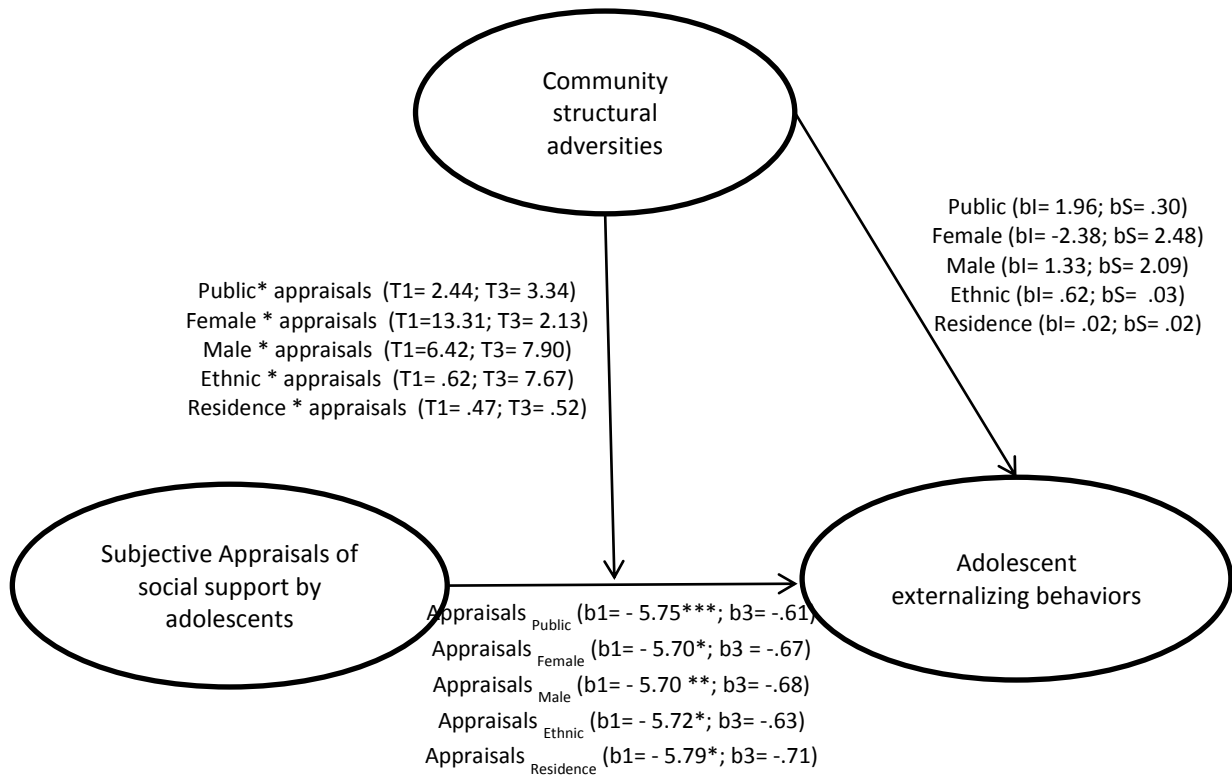 Community
structural
adversities
Public (bI= 1.96; bS= .30)
Female (bI= -2.38; bS= 2.48)
Male (bI= 1.33; bS= 2.09)
Ethnic (bI= .62; bS= .03)
Residence (bI= .02; bS= .02)
Public* appraisals (T1= 2.44; T3= 3.34)
Female * appraisals (T1=13.31; T3= 2.13)
Male * appraisals (T1=6.42; T3= 7.90)
Ethnic * appraisals (T1= .62; T3= 7.67)
Residence * appraisals (T1= .47; T3= .52)
Subjective Appraisals of
social support by
adolescents
Adolescent
externalizing behaviors
Appraisals Public (b1= - 5.75***; b3= -.61)
Appraisals Female (b1= - 5.70*; b3 = -.67)
Appraisals Male (b1= - 5.70 **; b3= -.68)
Appraisals Ethnic (b1= - 5.72*; b3= -.63)
Appraisals Residence (b1= - 5.79*; b3= -.71)